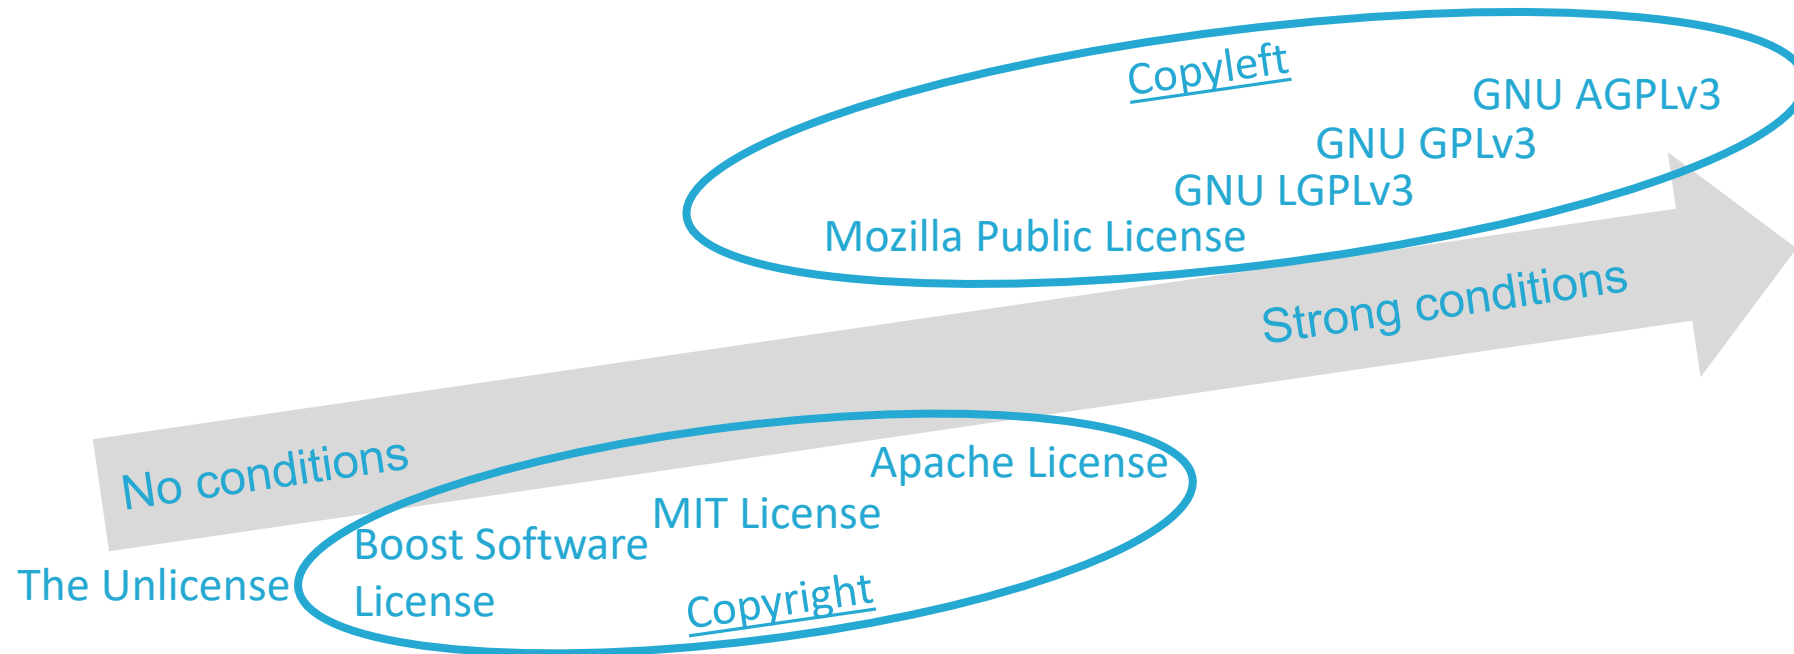 Copyleft
GNU AGPLv3
GNU GPLv3
GNU LGPLv3
Mozilla Public License
Strong conditions
No conditions
Apache License
MIT License
Boost Software
License
The Unlicense
Copyright